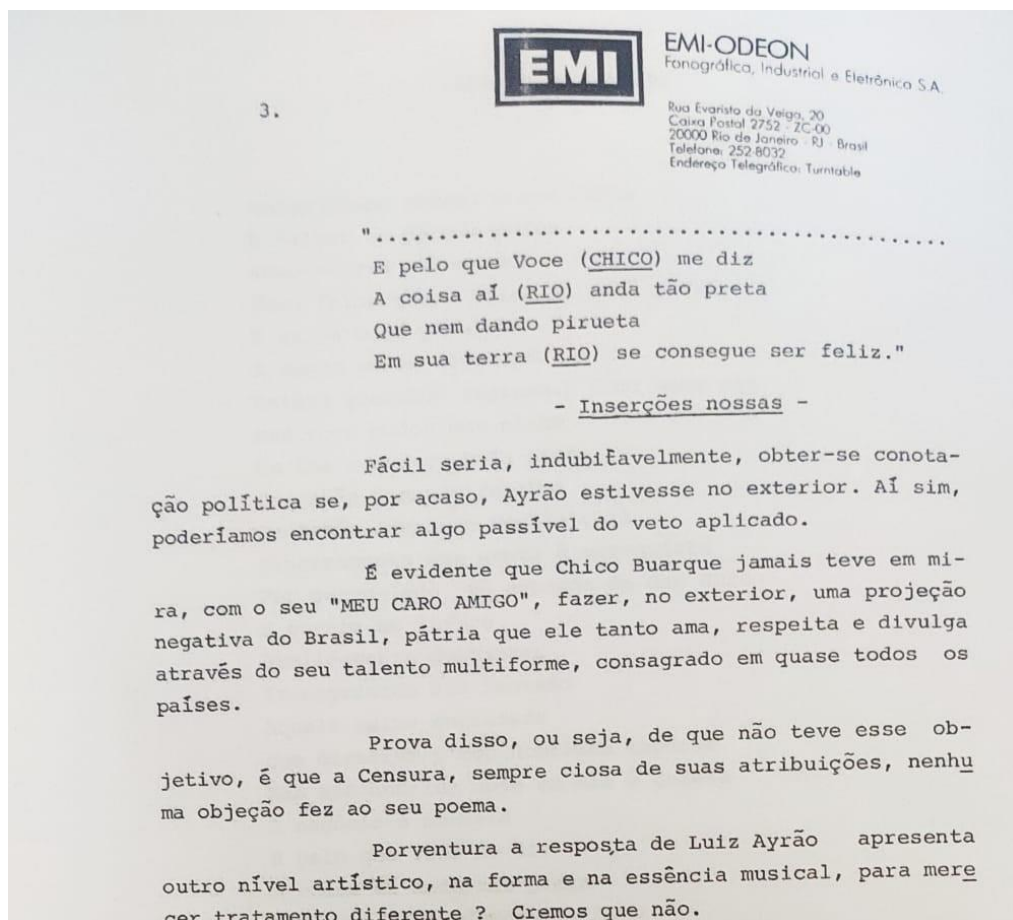 EMI
EMI-ODEON
Fonográfica, Industrial e Eletrônica S.A.
Rua Evaristo da Veiga, 20
Caixa Postal 2752 - ZC-00
20000 Rio de Janeiro - RJ - Brasil
Telefone: 252-8032
Endereço Telegráfico: Turntable
3.
".............................................
E pelo que Voce (CHICO) me diz
A coisa aí (RIO) anda tão preta
Que nem dando pirueta
Em sua terra (RIO) se consegue ser feliz."
- Inserções nossas -
Fácil seria, indubitavelmente, obter-se conota-
ção política se, por acaso, Ayrão estivesse no exterior. Aí sim,
poderíamos encontrar algo passível do veto aplicado.
É evidente que Chico Buarque jamais teve em mi-
ra, com o seu "MEU CARO AMIGO", fazer, no exterior, uma projeção
negativa do Brasil, pátria que ele tanto ama, respeita e divulga
através do seu talento multiforme, consagrado em quase todos os
países.
Prova disso, ou seja, de que não teve esse ob-
jetivo, é que a Censura, sempre ciosa de suas atribuições, nenhu
ma objeção fez ao seu poema.
Porventura a resposta de Luiz Ayrão apresenta
outro nível artístico, na forma e na essência musical, para mere
cer tratamento diferente ? Cremos que não.